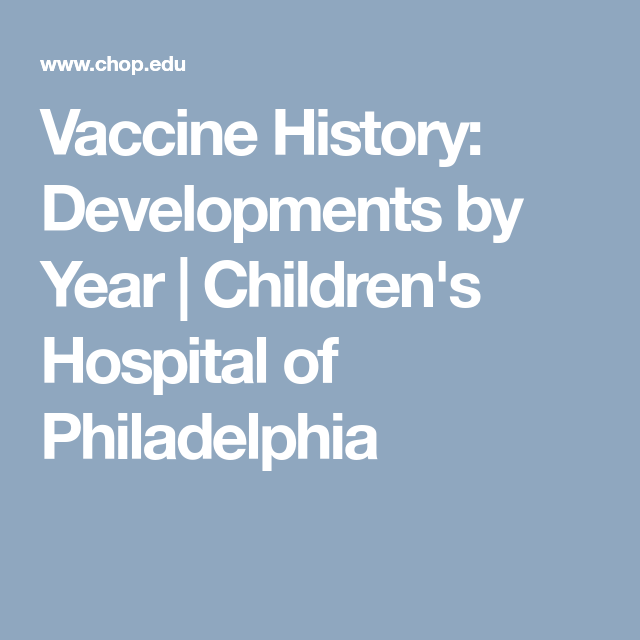 www.chop.edu
Vaccine History:
Developments by
Year | Children's
Hospital of
Philadelphia